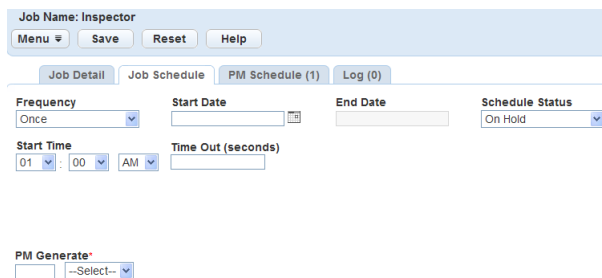 Job Name: Inspector
Menu Save Reset Help
Job Detail Job Schedule PM Schedule (1) Log (0)
Frequency Start Date End Date Schedule Status
Once On Hold
Start Time Time Out (seconds)
01 : 00 AM
PM Generate*
--Select--